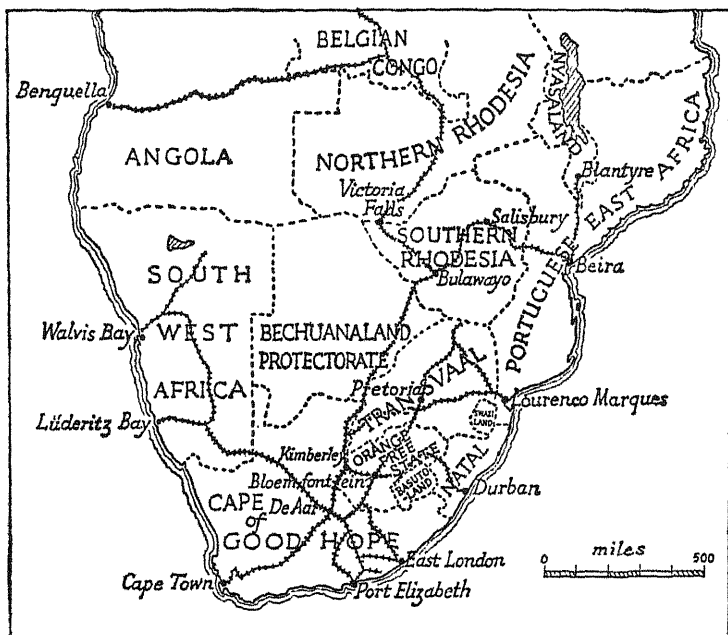 BELGIAN
CONGO
Benguella
ANGOLA
NORTHERN RHODESIA
NYASALAND
Blantyre
Victoria
Falls
Salisbury
SOUTHERN
RHODESIA
Bulawayo
PORTUGUESE EAST AFRICA
Beira
SOUTH
WEST
AFRICA
Walvis Bay
BECHUANALAND
PROTECTORATE
Pretoria
TRANSVAAL
Lourenco Marques
SWAZI
LAND
Lüderitz Bay
Kimberley
ORANGE
FREE
STATE
Bloemfontein
BASUTO
LAND
NATAL
Durban
CAPE
of
GOOD HOPE
De Aar
East London
Cape Town
Port Elizabeth
0 miles 500